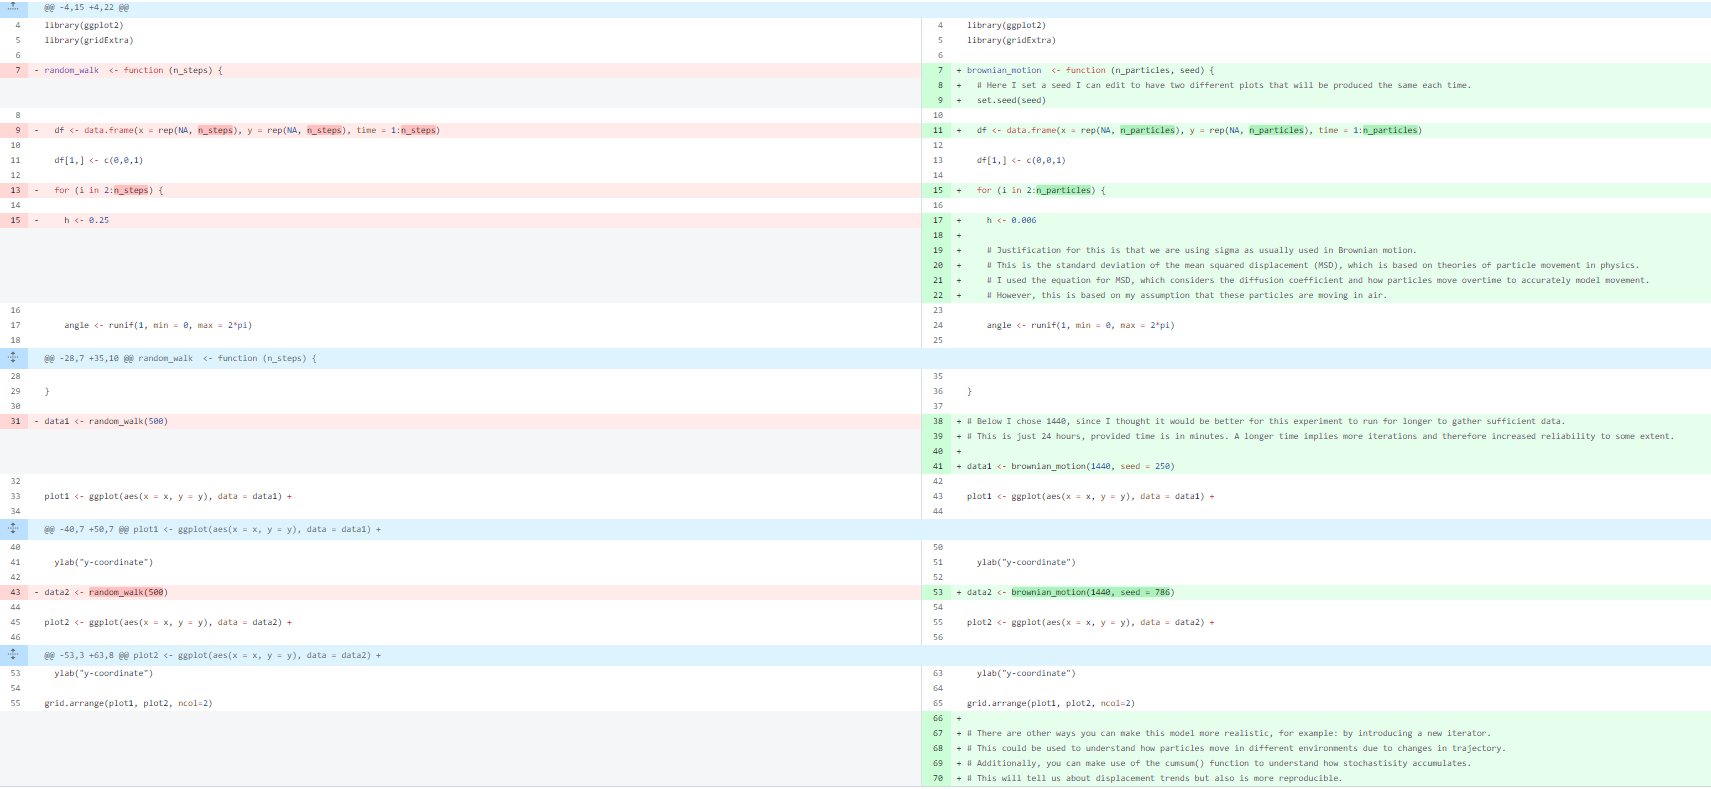 @@ -4,15 +4,22 @@
4 library(ggplot2) 4 library(ggplot2)
5 library(gridExtra) 5 library(gridExtra)
6 6
7 - random_walk  <- function (n_steps) { 7 + brownian_motion  <- function (n_particles, seed) {
8 +   # Here I set a seed I can edit to have two different plots that will be produced the same each time.
9 +   set.seed(seed)
8 10
9 -   df <- data.frame(x = rep(NA, n_steps), y = rep(NA, n_steps), time = 1:n_steps) 11 +   df <- data.frame(x = rep(NA, n_particles), y = rep(NA, n_particles), time = 1:n_particles)
10 12
11   df[1,] <- c(0,0,1) 13   df[1,] <- c(0,0,1)
12 14
13 -   for (i in 2:n_steps) { 15 +   for (i in 2:n_particles) {
14 16
15 -     h <- 0.25 17 +     h <- 0.006
18 +
19 +     # Justification for this is that we are using sigma as usually used in Brownian motion.
20 +     # This is the standard deviation of the mean squared displacement (MSD), which is based on theories of particle movement in physics.
21 +     # I used the equation for MSD, which considers the diffusion coefficient and how particles move overtime to accurately model movement.
22 +     # However, this is based on my assumption that these particles are moving in air.
16 23
17     angle <- runif(1, min = 0, max = 2*pi) 24     angle <- runif(1, min = 0, max = 2*pi)
18 25
@@ -28,7 +35,10 @@ random_walk  <- function (n_steps) {
28 35
29 } 36 }
30 37
31 - data1 <- random_walk(500) 38 + # Below I chose 1440, since I thought it would be better for this experiment to run for longer to gather sufficient data.
39 + # This is just 24 hours, provided time is in minutes. A longer time implies more iterations and therefore increased reliability to some extent.
40 +
41 + data1 <- brownian_motion(1440, seed = 250)
32 42
33 plot1 <- ggplot(aes(x = x, y = y), data = data1) + 43 plot1 <- ggplot(aes(x = x, y = y), data = data1) +
34 44
@@ -40,7 +50,7 @@ plot1 <- ggplot(aes(x = x, y = y), data = data1) +
40 50
41   ylab("y-coordinate") 51   ylab("y-coordinate")
42 52
43 - data2 <- random_walk(500) 53 + data2 <- brownian_motion(1440, seed = 786)
44 54
45 plot2 <- ggplot(aes(x = x, y = y), data = data2) + 55 plot2 <- ggplot(aes(x = x, y = y), data = data2) +
46 56
@@ -53,3 +63,8 @@ plot2 <- ggplot(aes(x = x, y = y), data = data2) +
53   ylab("y-coordinate") 63   ylab("y-coordinate")
54 64
55 grid.arrange(plot1, plot2, ncol=2) 65 grid.arrange(plot1, plot2, ncol=2)
66 +
67 + # There are other ways you can make this model more realistic, for example: by introducing a new iterator.
68 + # This could be used to understand how particles move in different environments due to changes in trajectory.
69 + # Additionally, you can make use of the cumsum() function to understand how stochastisity accumulates.
70 + # This will tell us about displacement trends but also is more reproducible.